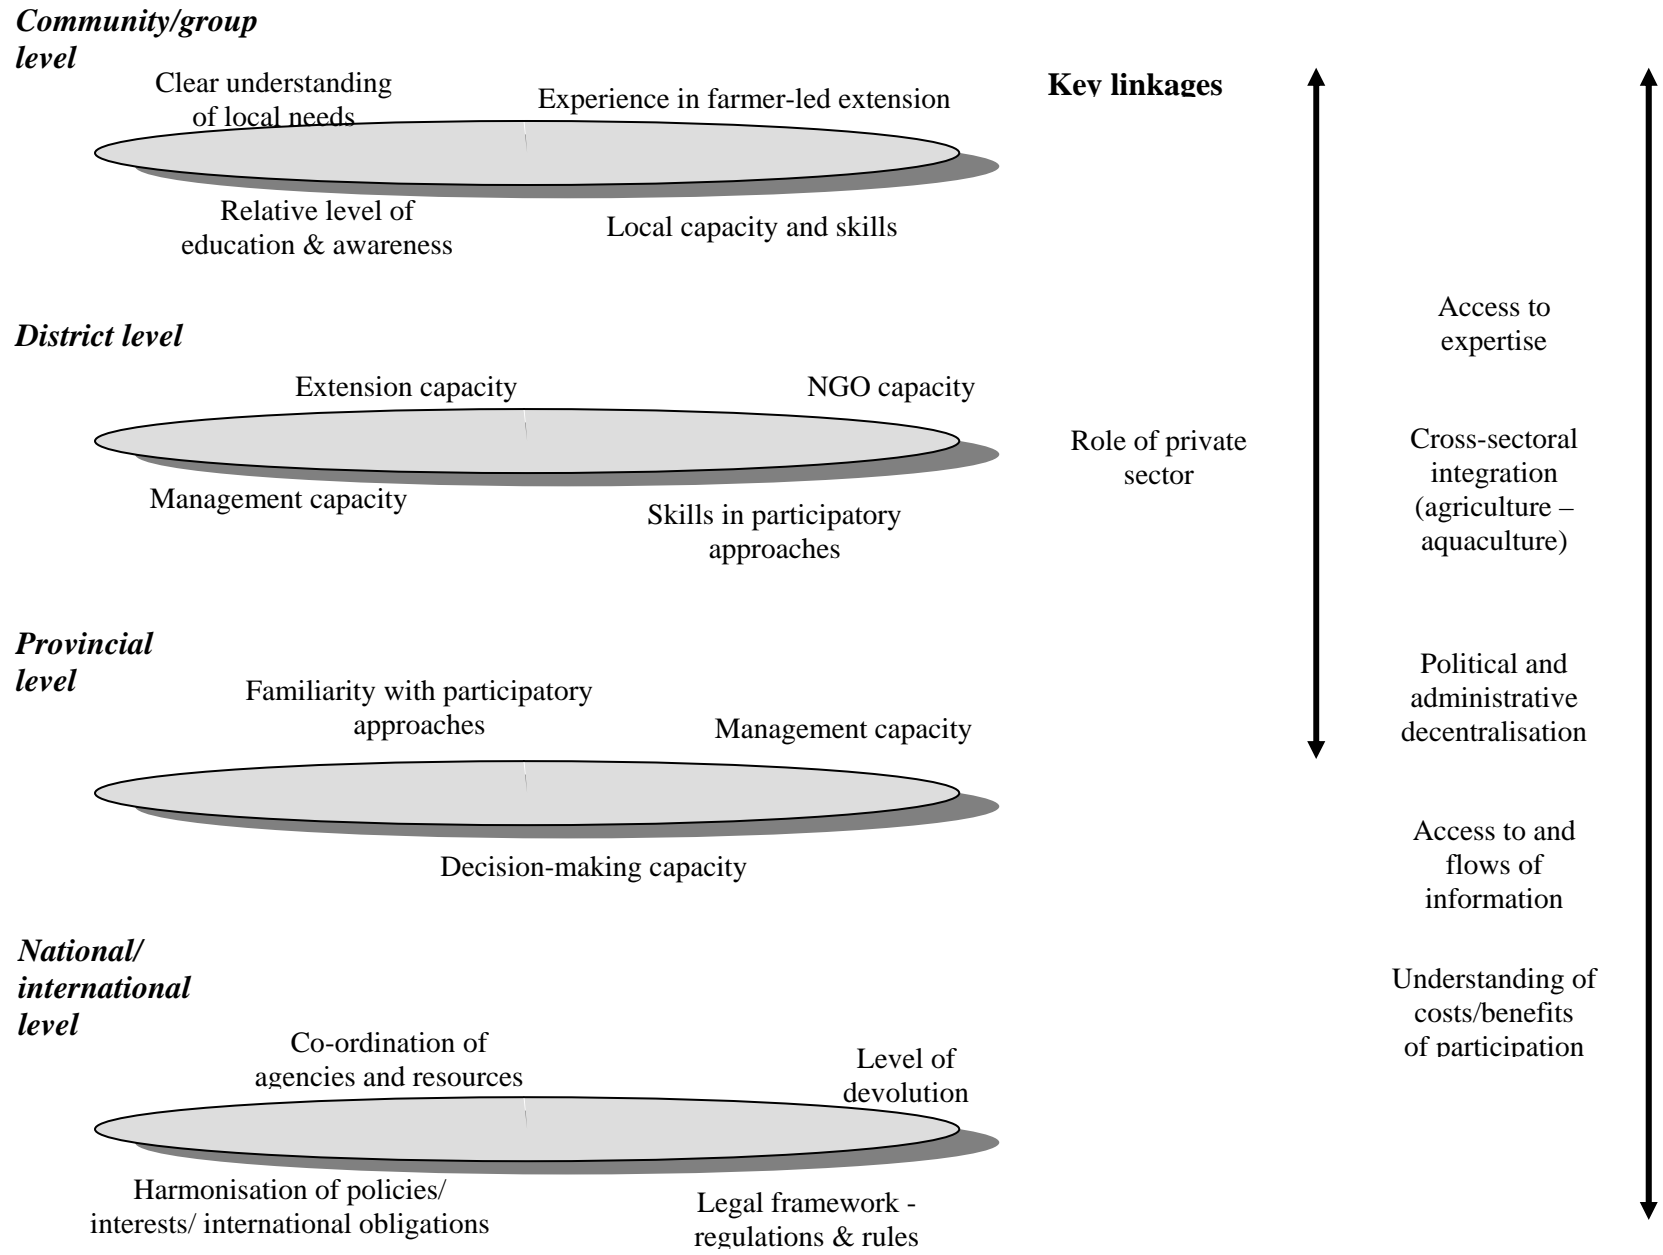 Community/group
level
Clear understanding
of local needs
Experience in farmer-led extension
Relative level of
education & awareness
Local capacity and skills
District level
Extension capacity
NGO capacity
Management capacity
Skills in participatory
approaches
Provincial
level
Familiarity with participatory
approaches
Management capacity
Decision-making capacity
National/
international
level
Co-ordination of
agencies and resources
Level of
devolution
Harmonisation of policies/
interests/ international obligations
Legal framework -
regulations & rules
Key linkages
Role of private
sector
Access to
expertise
Cross-sectoral
integration
(agriculture –
aquaculture)
Political and
administrative
decentralisation
Access to and
flows of
information
Understanding of
costs/benefits
of participation